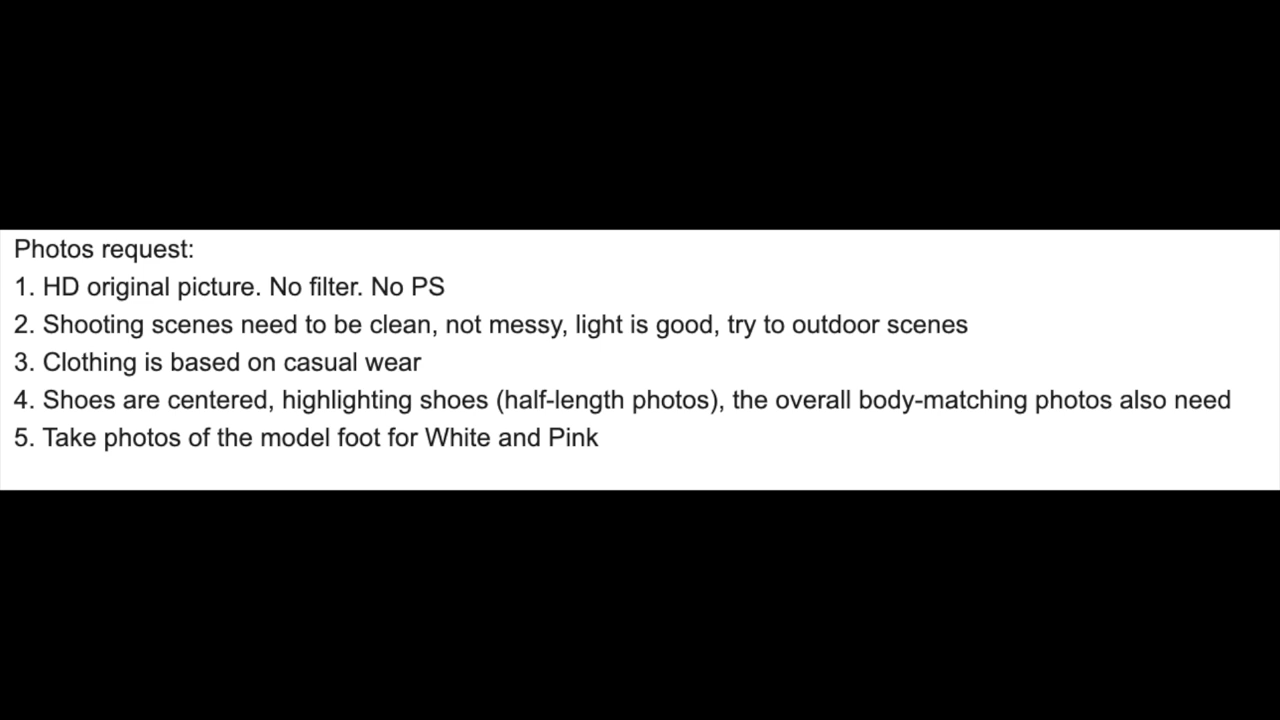 Photos request:
1. HD original picture. No filter. No PS
2. Shooting scenes need to be clean, not messy, light is good, try to outdoor scenes
3. Clothing is based on casual wear
4. Shoes are centered, highlighting shoes (half-length photos), the overall body-matching photos also need
5. Take photos of the model foot for White and Pink